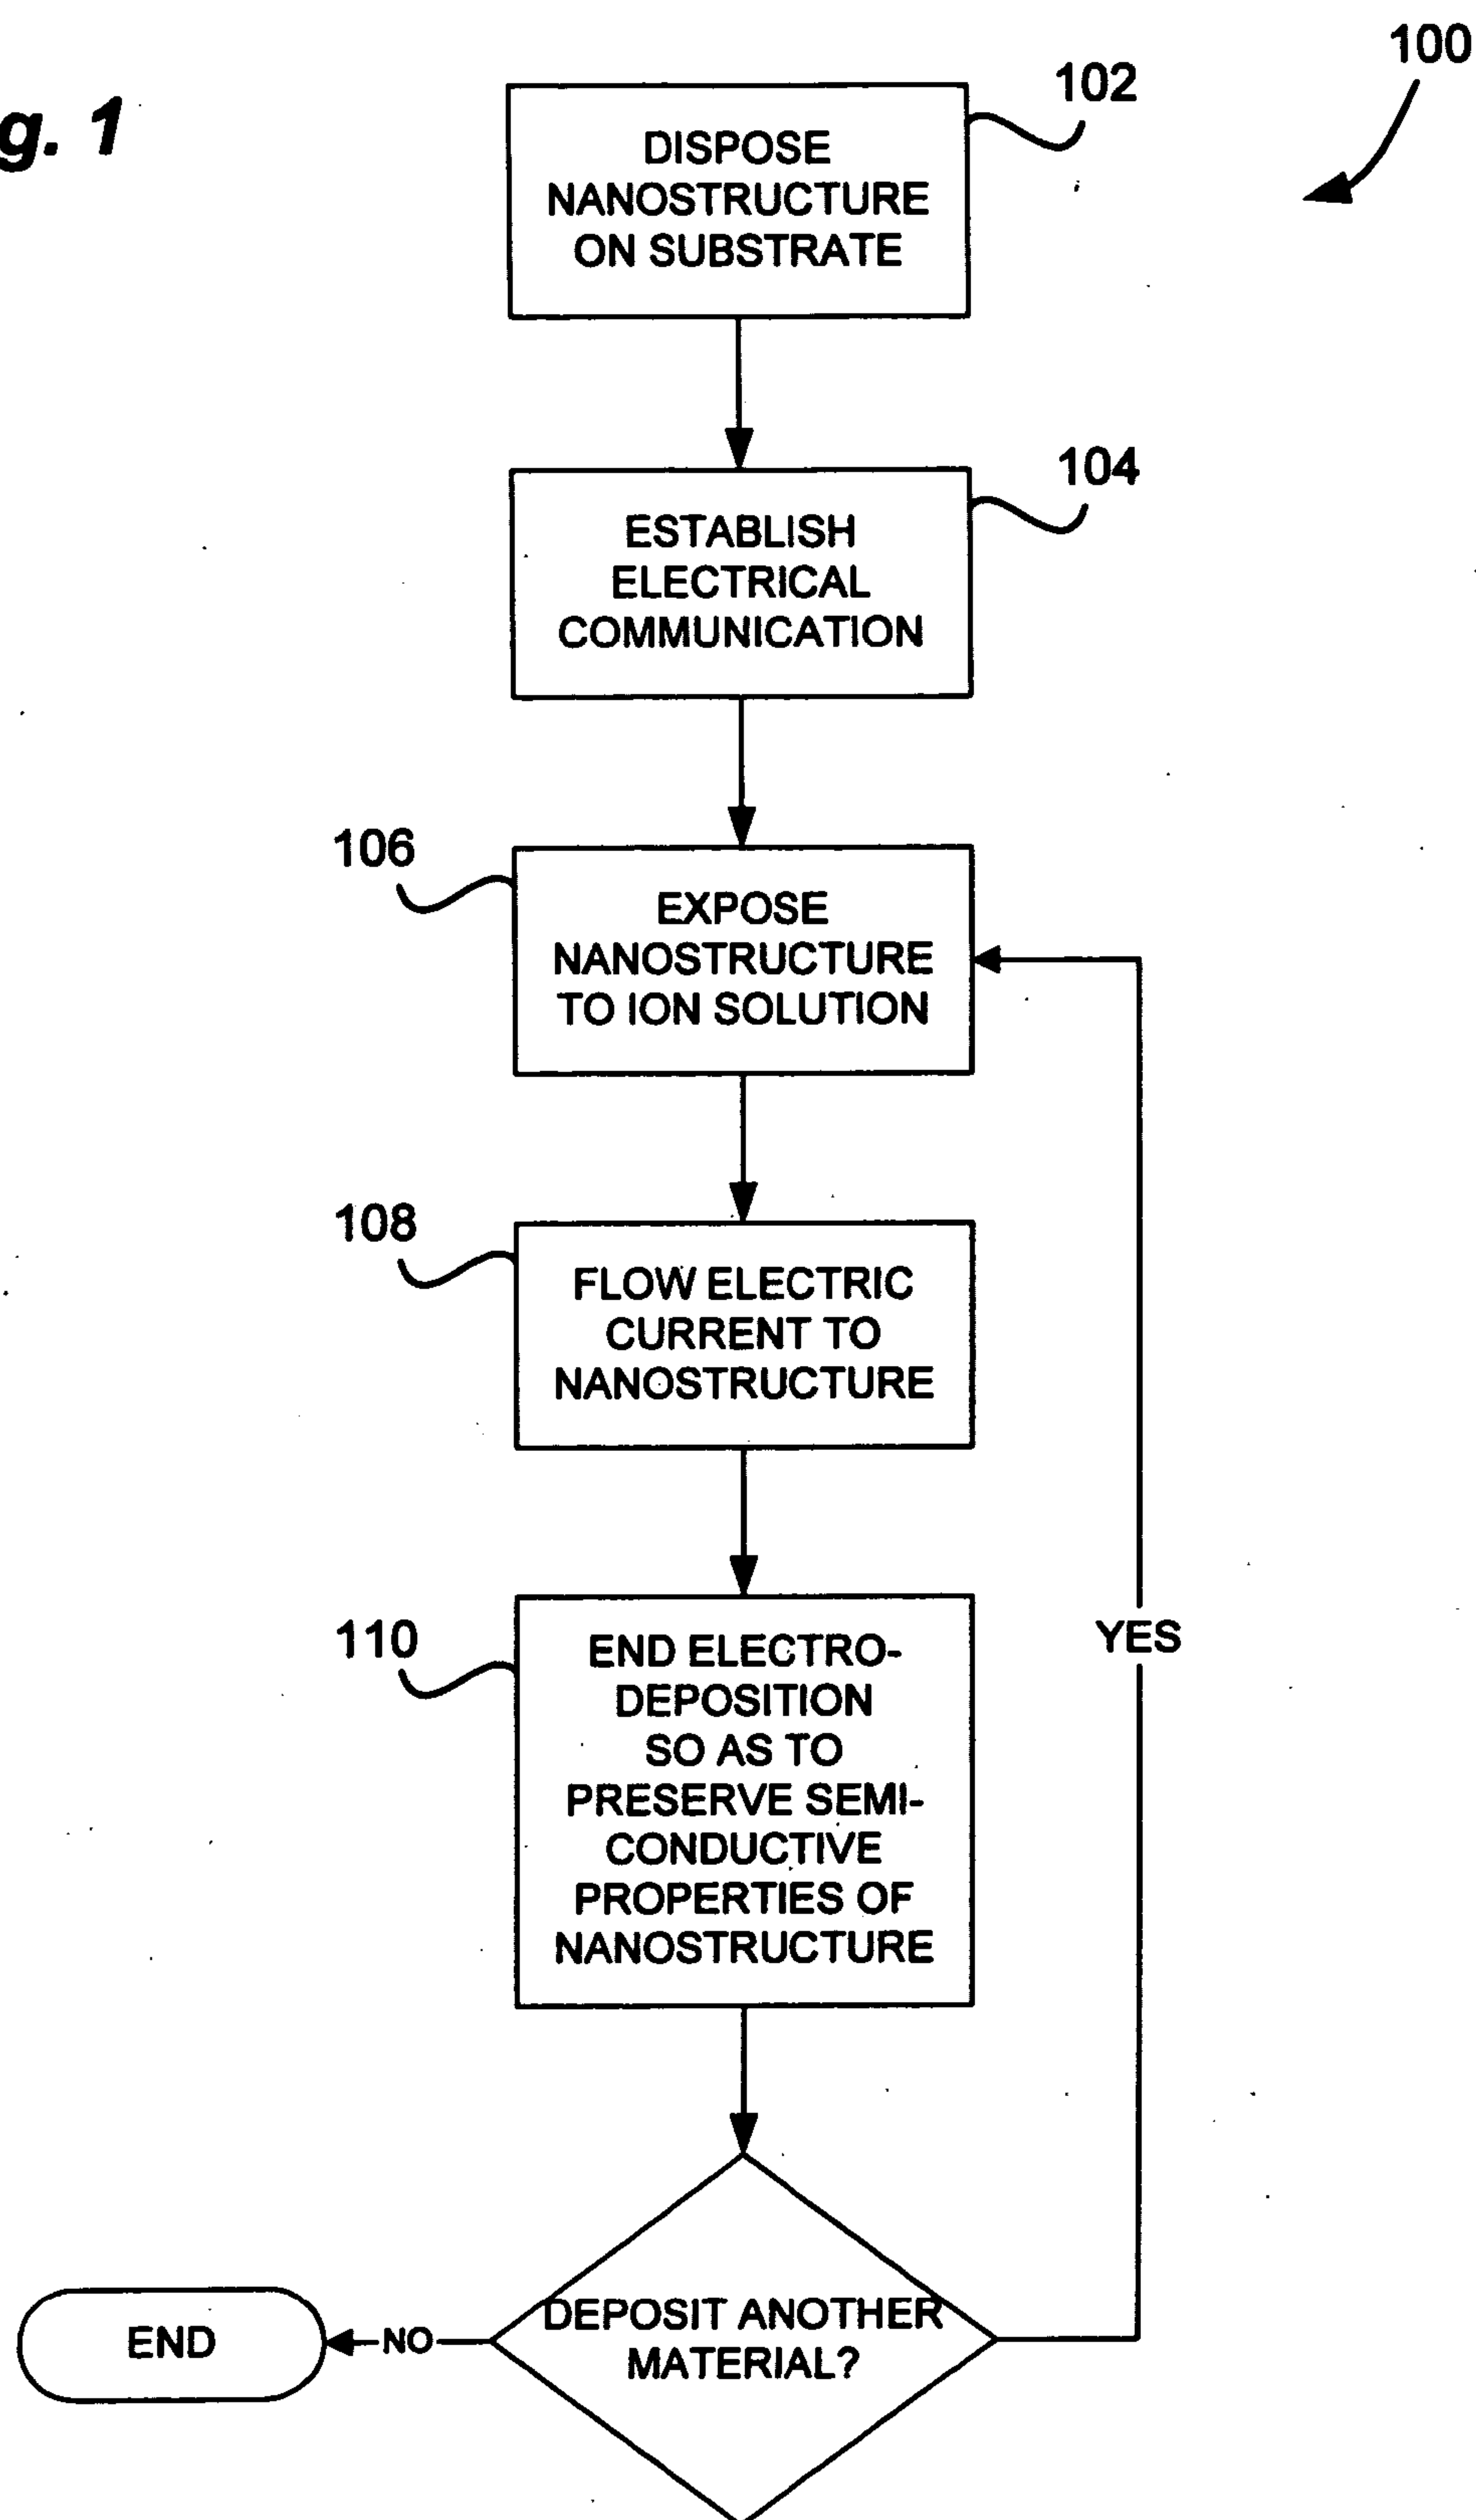 100
g. 1
102
DISPOSE
NANOSTRUCTURE
ON SUBSTRATE
104
ESTABLISH
ELECTRICAL
COMMUNICATION
106
EXPOSE
NANOSTRUCTURE
TO ION SOLUTION
108
FLOW ELECTRIC
CURRENT TO
NANOSTRUCTURE
110
END ELECTRO-
DEPOSITION
SO AS TO
PRESERVE SEMI-
CONDUCTIVE
PROPERTIES OF
NANOSTRUCTURE
YES
DEPOSIT ANOTHER
MATERIAL?
NO
END